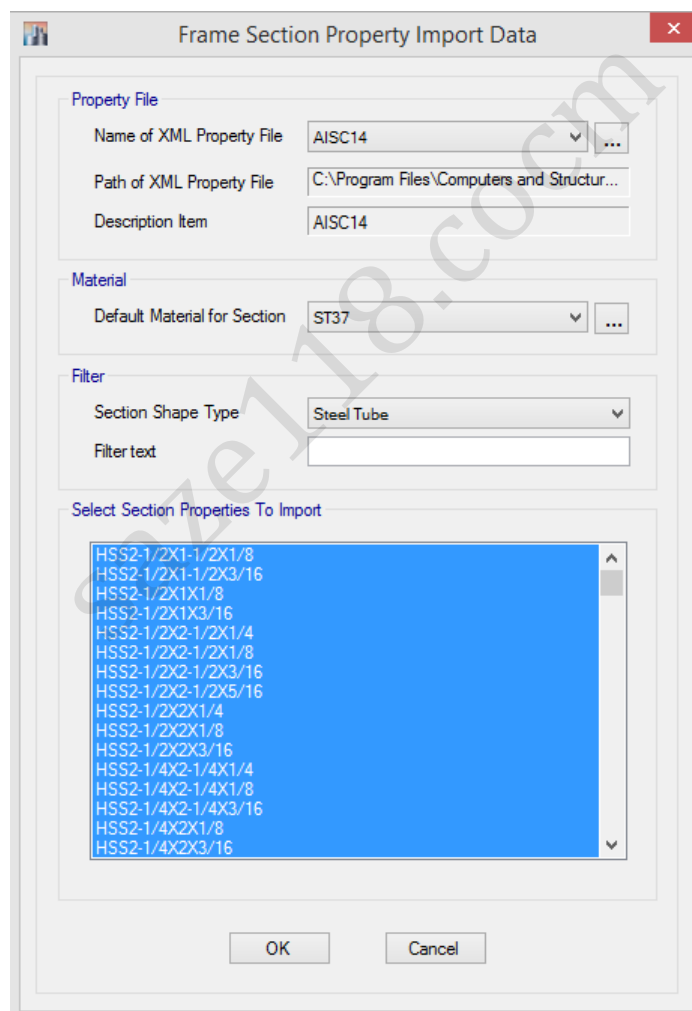 Frame Section Property Import Data
Property File
Name of XML Property File AISC14 ...
Path of XML Property File C:\Program Files\Computers and Structur...
Description Item AISC14
Material
Default Material for Section ST37 ...
Filter
Section Shape Type Steel Tube
Filter text
Select Section Properties To Import
HSS2-1/2X1-1/2X1/8
HSS2-1/2X1-1/2X3/16
HSS2-1/2X1X1/8
HSS2-1/2X1X3/16
HSS2-1/2X2-1/2X1/4
HSS2-1/2X2-1/2X1/8
HSS2-1/2X2-1/2X3/16
HSS2-1/2X2-1/2X5/16
HSS2-1/2X2X1/4
HSS2-1/2X2X1/8
HSS2-1/2X2X3/16
HSS2-1/4X2-1/4X1/4
HSS2-1/4X2-1/4X1/8
HSS2-1/4X2-1/4X3/16
HSS2-1/4X2X1/8
HSS2-1/4X2X3/16
OK Cancel
saze118.cocm